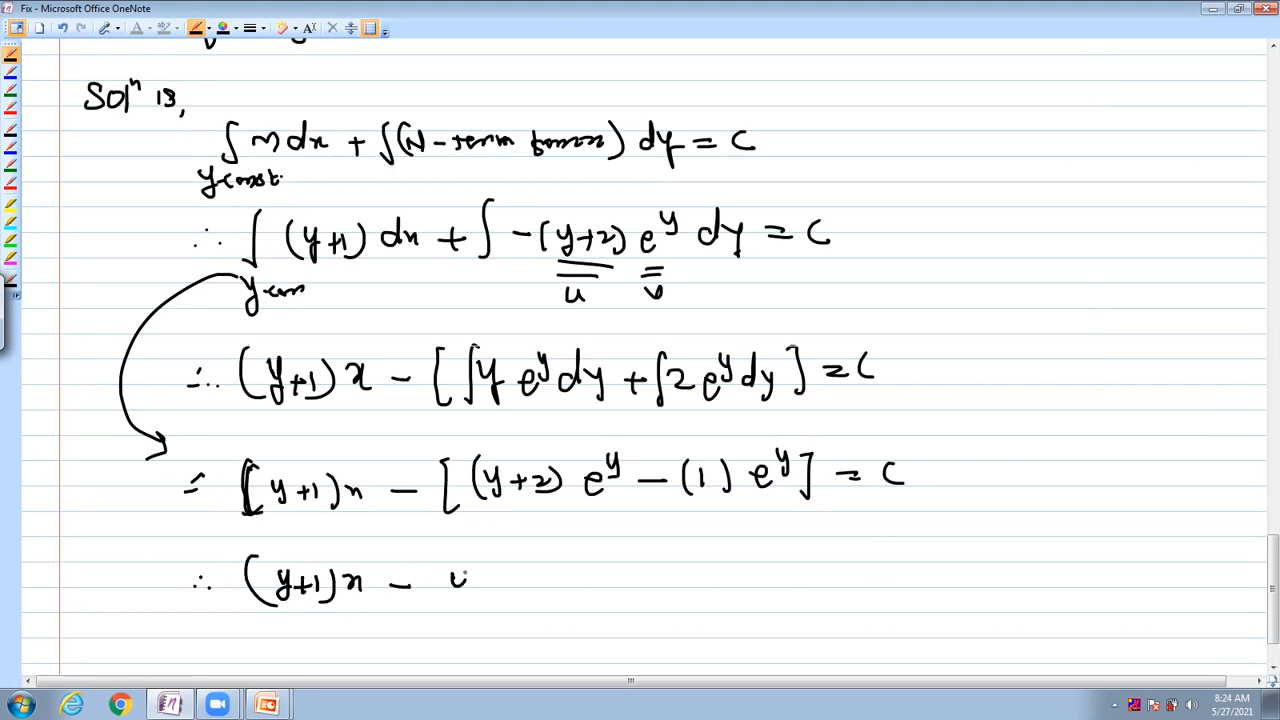 Fix - Microsoft Office OneNote
Solⁿ is,
∫ M dx + ∫(N - term ) dy = C
y const.
∴ ∫ (y+1) dx + ∫ -(y+2) e^y dy = C
y con u v
∴ (y+1) x - [∫y e^y dy + ∫2 e^y dy] = C
= (y+1)x - [(y+2) e^y - (1) e^y] = C
∴ (y+1)x -
8:24 AM
5/27/2021